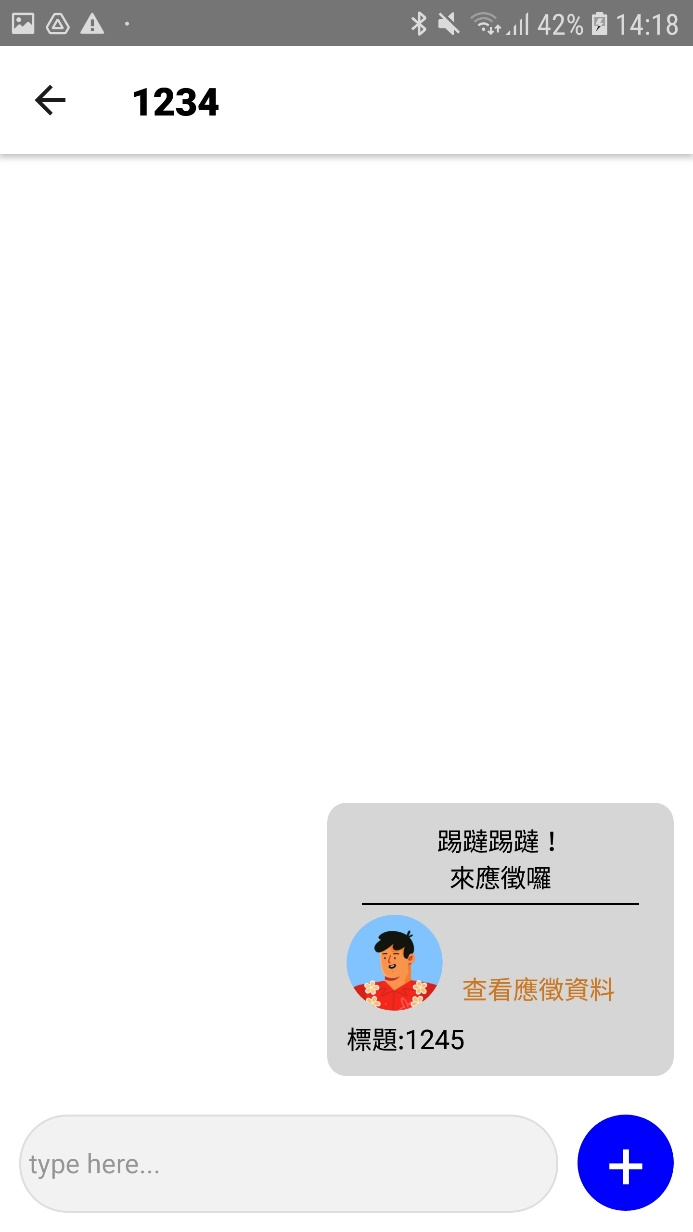 42% 14:18
1234
踢躂踢躂！
來應徵囉
查看應徵資料
標題:1245
type here...